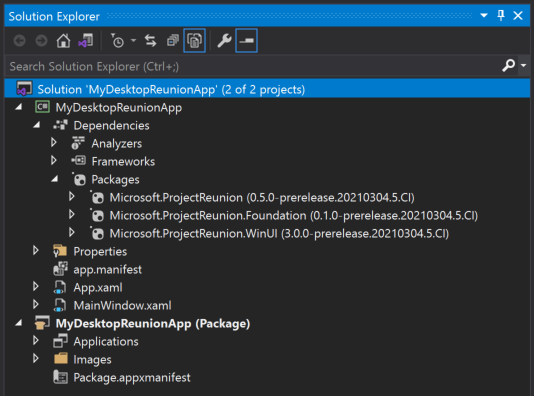 Solution Explorer
Search Solution Explorer (Ctrl+;)
Solution 'MyDesktopReunionApp' (2 of 2 projects)
C# MyDesktopReunionApp
Dependencies
Analyzers
Frameworks
Packages
Microsoft.ProjectReunion (0.5.0-prerelease.20210304.5.CI)
Microsoft.ProjectReunion.Foundation (0.1.0-prerelease.20210304.5.CI)
Microsoft.ProjectReunion.WinUI (3.0.0-prerelease.20210304.5.CI)
Properties
app.manifest
App.xaml
MainWindow.xaml
MyDesktopReunionApp (Package)
Applications
Images
Package.appxmanifest